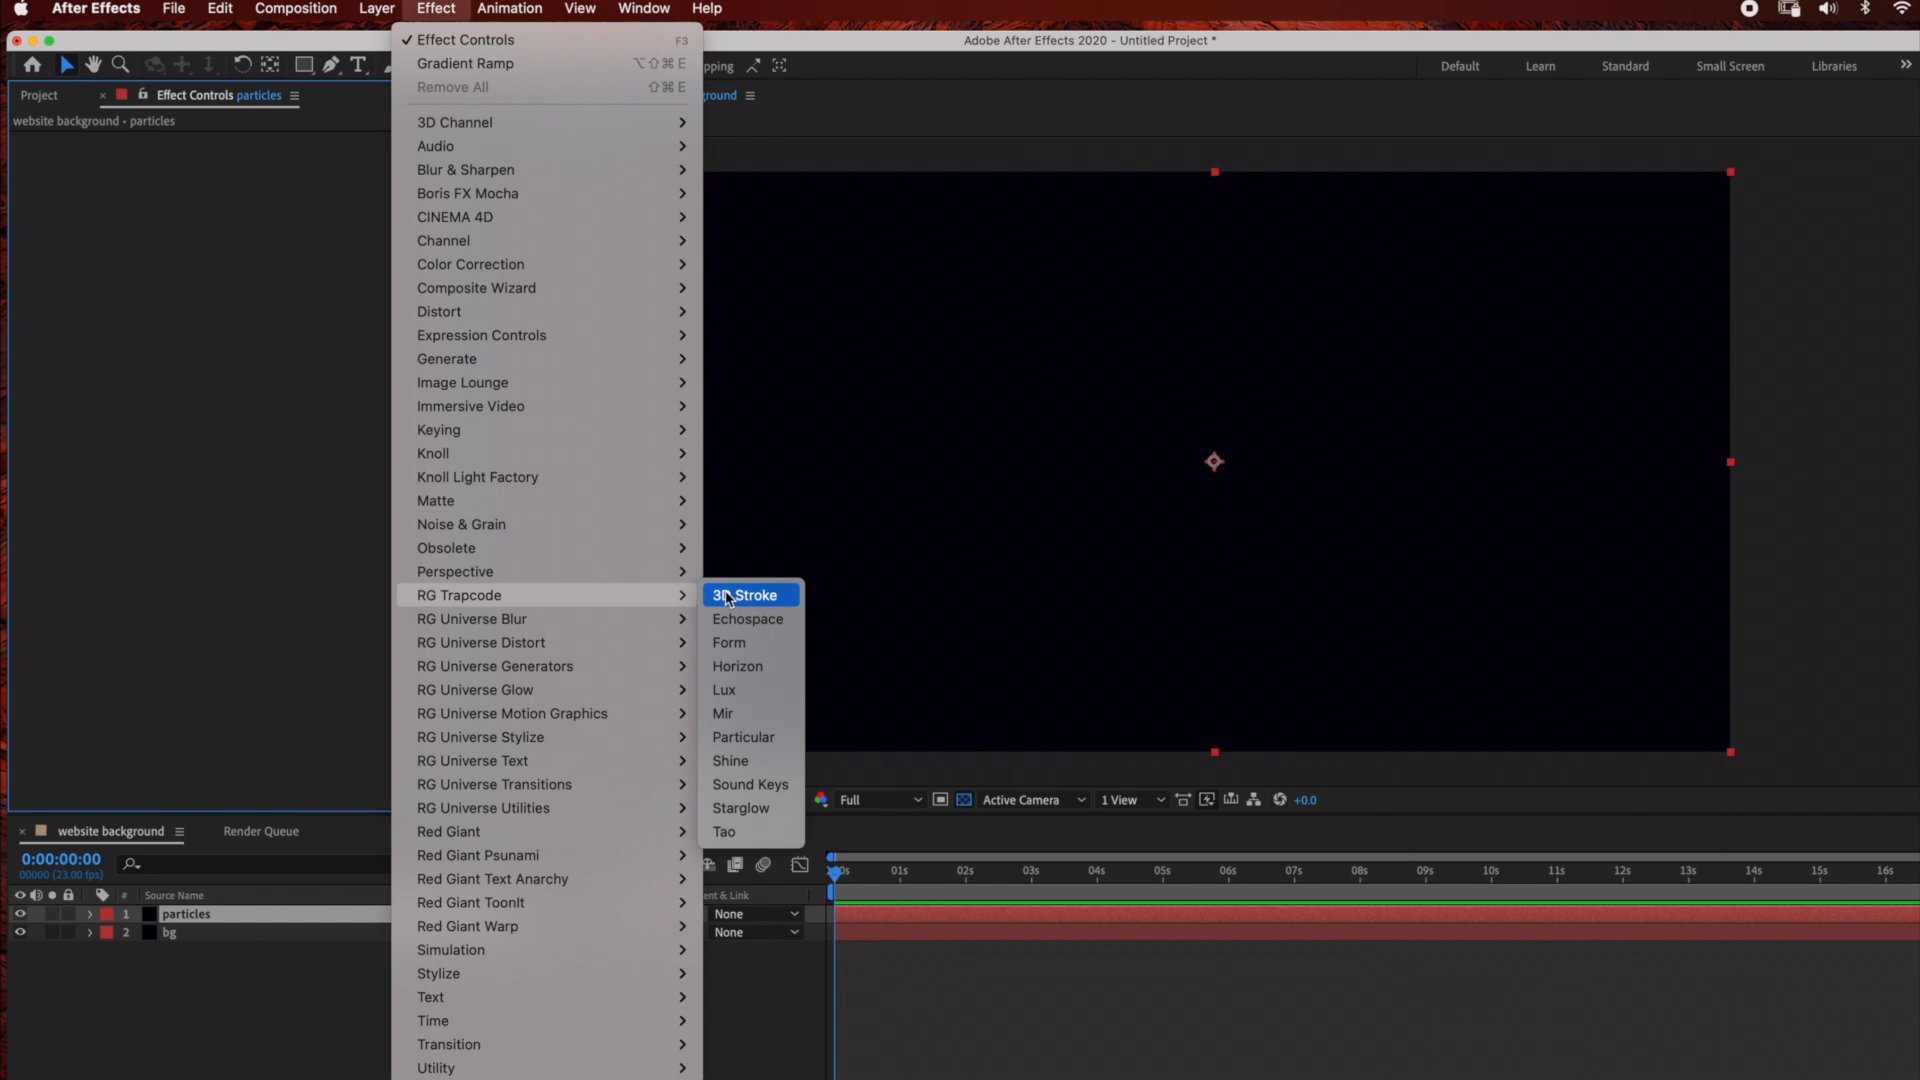 After Effects File Edit Composition Layer Effect Animation View Window Help
Adobe After Effects 2020 - Untitled Project *
pping Default Learn Standard Small Screen Libraries
Project Effect Controls particles
website background • particles
round
Effect Controls F3
Gradient Ramp ⌥⇧⌘E
Remove All ⇧⌘E
3D Channel
Audio
Blur & Sharpen
Boris FX Mocha
CINEMA 4D
Channel
Color Correction
Composite Wizard
Distort
Expression Controls
Generate
Image Lounge
Immersive Video
Keying
Knoll
Knoll Light Factory
Matte
Noise & Grain
Obsolete
Perspective
RG Trapcode
RG Universe Blur
RG Universe Distort
RG Universe Generators
RG Universe Glow
RG Universe Motion Graphics
RG Universe Stylize
RG Universe Text
RG Universe Transitions
RG Universe Utilities
Red Giant
Red Giant Psunami
Red Giant Text Anarchy
Red Giant ToonIt
Red Giant Warp
Simulation
Stylize
Text
Time
Transition
Utility
3D Stroke
Echospace
Form
Horizon
Lux
Mir
Particular
Shine
Sound Keys
Starglow
Tao
Full Active Camera 1 View +0.0
website background Render Queue
0:00:00:00
00000 (23.00 fps)
# Source Name
ent & Link
1 particles None
2 bg None
01s 02s 03s 04s 05s 06s 07s 08s 09s 10s 11s 12s 13s 14s 15s 16s